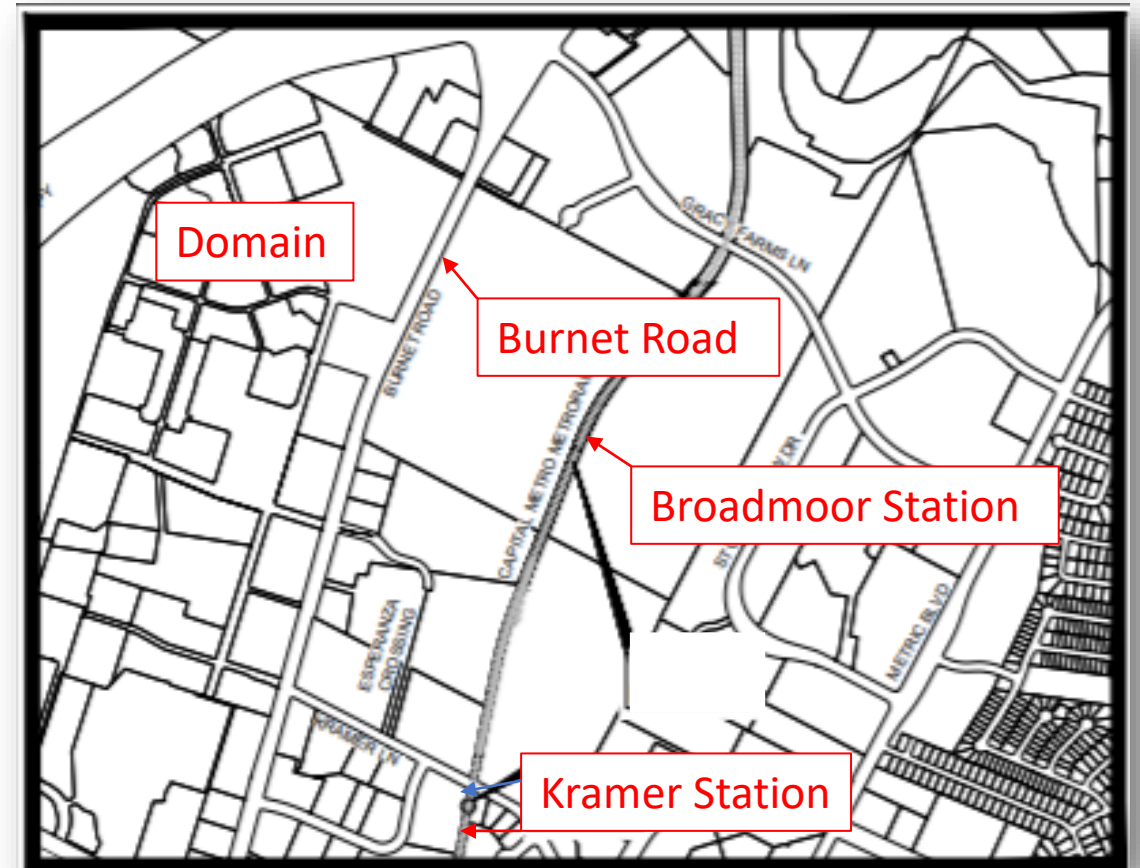 Domain
GRACY FARMS LN
Burnet Road
BURNET ROAD
CAPITAL METRO METRORAIL
Broadmoor Station
DR
METRIC BLVD
ESPERANZA
CROSSING
KRAMER LN
Kramer Station